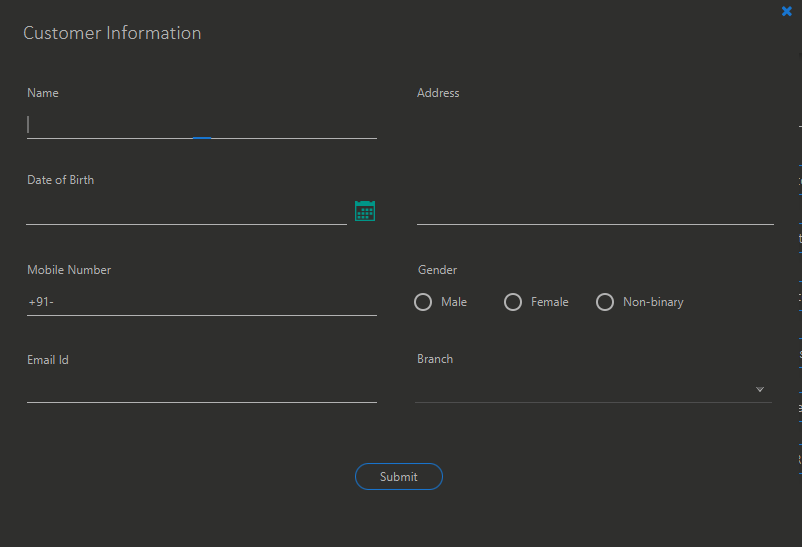 Customer Information
Name
Address
Date of Birth
Mobile Number
Gender
+91-
Male
Female
Non-binary
Email Id
Branch
Submit